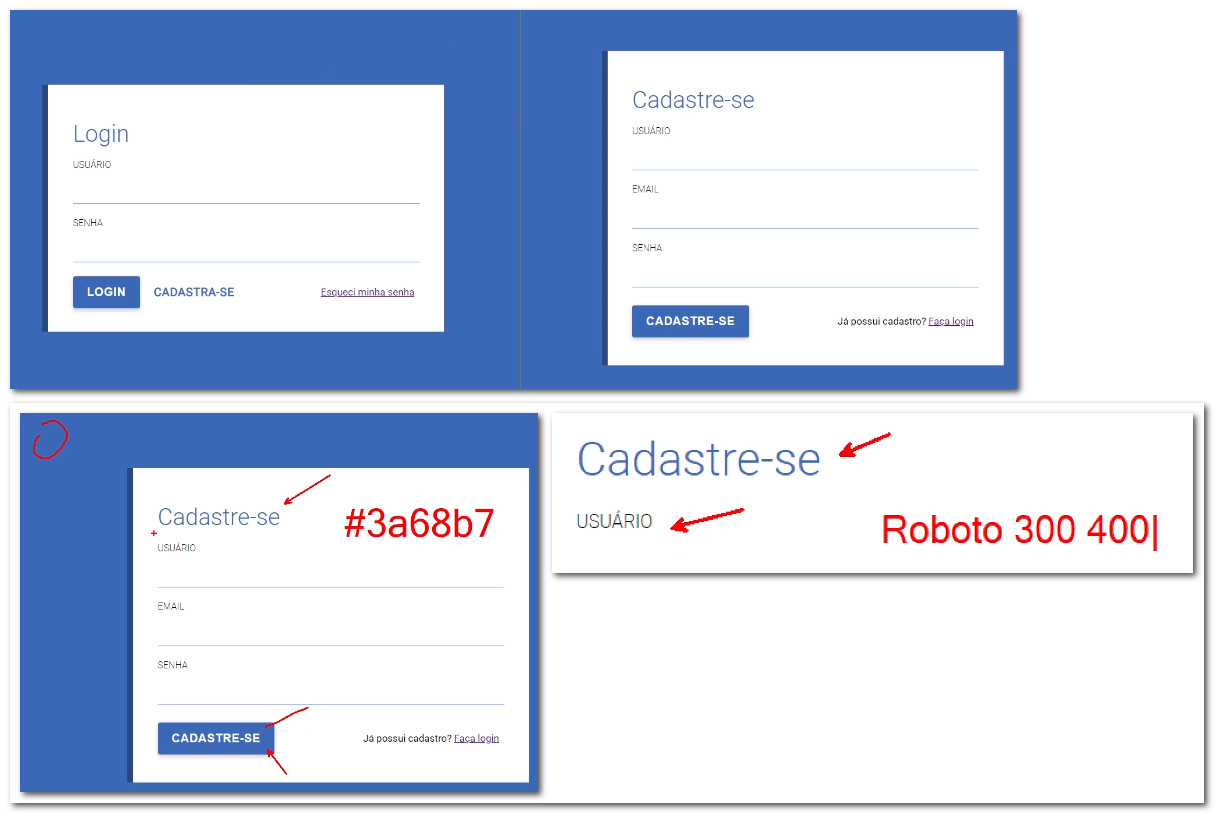 Login
USUÁRIO
SENHA
LOGIN CADASTRA-SE Esqueci minha senha
Cadastre-se
USUÁRIO
EMAIL
SENHA
CADASTRE-SE Já possui cadastro? Faça login
Cadastre-se
#3a68b7
USUÁRIO
EMAIL
SENHA
CADASTRE-SE Já possui cadastro? Faça login
Cadastre-se
USUÁRIO
Roboto 300 400|